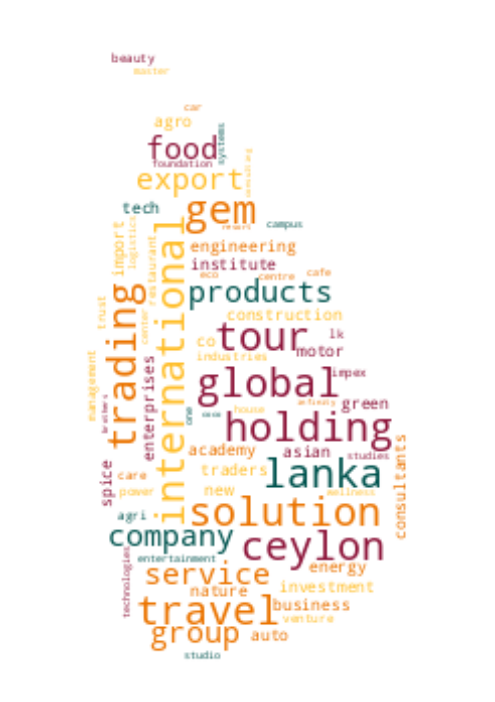 beauty
master
car
agro
systems
food
foundation
export
consulting
tech
gem
campus
resort
import
logistics
restaurant
international
engineering
institute
eco
centre
cafe
products
trading
trust
center
construction
tour
lk
co
motor
industries
management
enterprises
global
impex
brothers
one
coco
house
infinity
green
holding
academy
asian
studies
consultants
spice
care
traders
lanka
power
new
wellness
agri
solution
company
ceylon
entertainment
technologies
service
energy
nature
investment
travel
business
venture
group
auto
studio